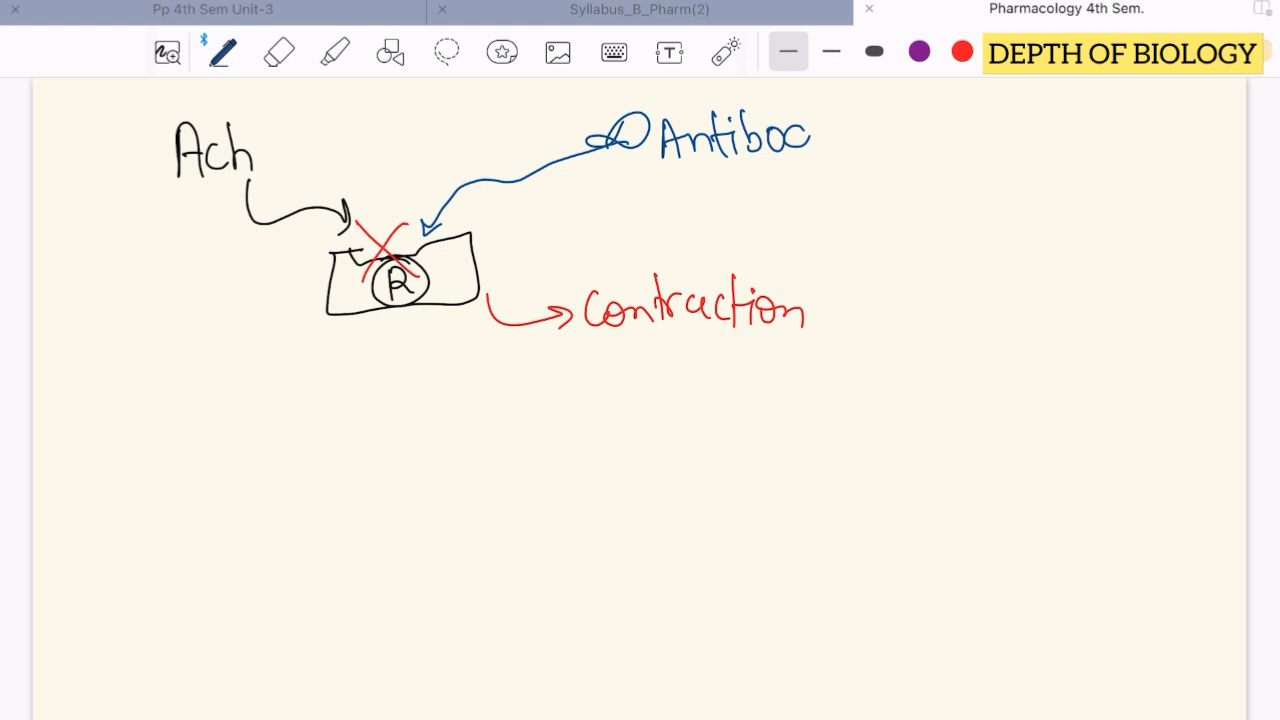 Pp 4th Sem Unit-3
Syllabus_B_Pharm(2)
Pharmacology 4th Sem.
T
DEPTH OF BIOLOGY
Ach
Antiboc
R
Contraction